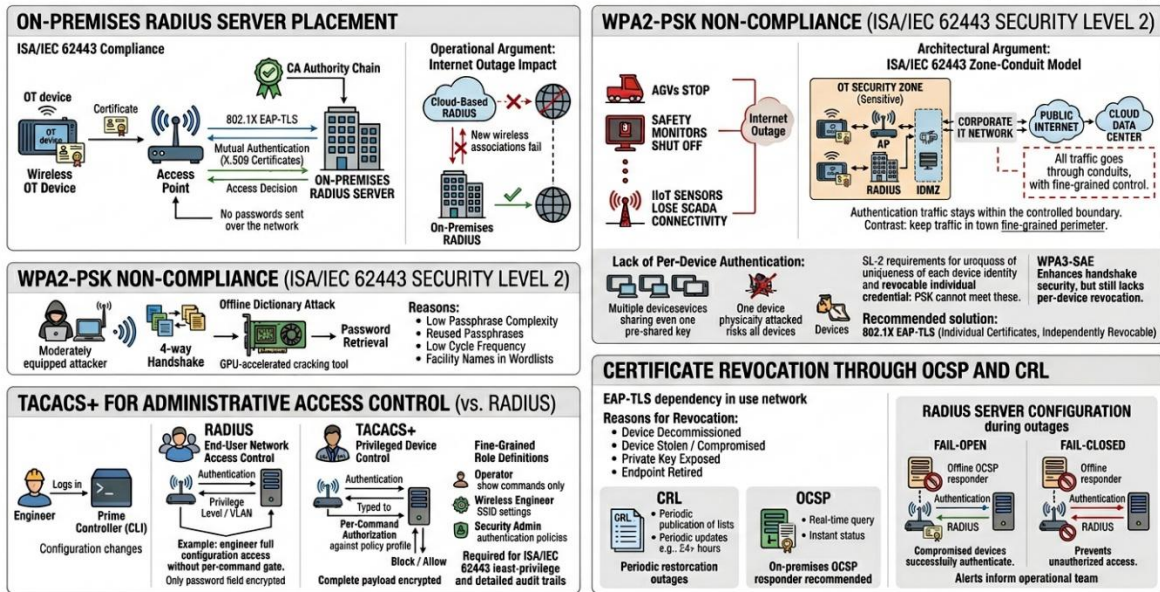 ON-PREMISES RADIUS SERVER PLACEMENT
ISA/IEC 62443 Compliance
CA Authority Chain
OT device
Certificate
OT
device
802.1X EAP-TLS
Mutual Authentication
(X.509 Certificates)
Access Decision
Wireless
OT Device
Access
Point
ON-PREMISES
RADIUS SERVER
No passwords sent
over the network
Operational Argument:
Internet Outage Impact
Cloud-Based
RADIUS
New wireless
associations fail
On-Premises
RADIUS
WPA2-PSK NON-COMPLIANCE (ISA/IEC 62443 SECURITY LEVEL 2)
Moderately
equipped attacker
4-way
Handshake
Offline Dictionary Attack
GPU-accelerated cracking tool
Password
Retrieval
Reasons:
• Low Passphrase Complexity
• Reused Passphrases
• Low Cycle Frequency
• Facility Names in Wordlists
TACACS+ FOR ADMINISTRATIVE ACCESS CONTROL (vs. RADIUS)
Engineer
Logs in
Prime
Controller (CLI)
Configuration changes
RADIUS
End-User Network
Access Control
Authentication
Privilege
Level / VLAN
Example: engineer full
configuration access
without per-command gate.
Only password field encrypted
TACACS+
Privileged Device
Control
Authentication
Typed to
Per-Command
Authorization
against policy profile
Block / Allow
Complete payload encrypted
Fine-Grained
Role Definitions
Operator
show commands only
Wireless Engineer
SSID settings
Security Admin
authentication policies
Required for ISA/IEC
62443 least-privilege
and detailed audit trails
WPA2-PSK NON-COMPLIANCE (ISA/IEC 62443 SECURITY LEVEL 2)
AGVs STOP
SAFETY
MONITORS
SHUT OFF
IIoT SENSORS
LOSE SCADA
CONNECTIVITY
Internet
Outage
Architectural Argument:
ISA/IEC 62443 Zone-Conduit Model
OT SECURITY ZONE
(Sensitive)
AP
RADIUS
IDMZ
CORPORATE
IT NETWORK
PUBLIC
INTERNET
CLOUD
DATA
CENTER
All traffic goes
through conduits,
with fine-grained control.
Authentication traffic stays within the controlled boundary.
Contrast: keep traffic in town fine-grained perimeter.
Lack of Per-Device Authentication:
Multiple devicesevices
sharing even one
pre-shared key
One device
physically attacked
risks all devices
Devices
SL-2 requirements for uroquoss of
uniqueness of each device identity
and revocable individual
credential: PSK cannot meet these.
WPA3-SAE
Enhances handshake
security, but still lacks
per-device revocation.
Recommended solution:
802.1X EAP-TLS (Individual Certificates, Independently Revocable)
CERTIFICATE REVOCATION THROUGH OCSP AND CRL
EAP-TLS dependency in use network
Reasons for Revocation:
• Device Decommissioned
• Device Stolen / Compromised
• Private Key Exposed
• Endpoint Retired
CRL
GRL
• Periodic
publication of lists
• Periodic updates
e.g.. 24+ hours
Periodic restorcation
outages
OCSP
• Real-time query
• Instant status
On-premises OCSP
responder recommended
RADIUS SERVER CONFIGURATION
during outages
FAIL-OPEN
Offline OCSP
responder
Authentication
RADIUS
Compromised devices
successfully authenticate.
FAIL-CLOSED
Offline
responder
Authentication
RADIUS
Prevents
unauthorized access.
Alerts inform operational team